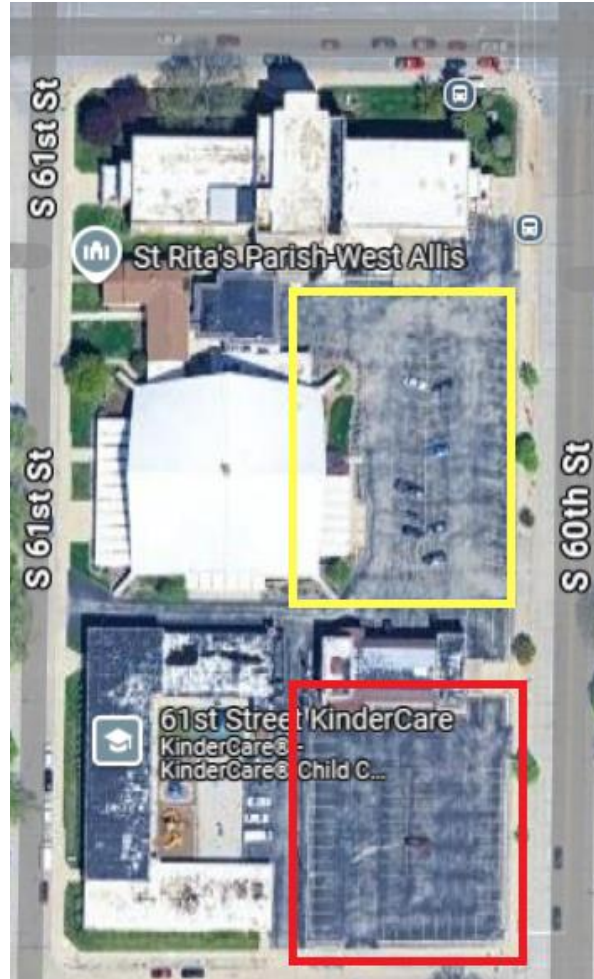 S 61st St
St Rita's Parish-West Allis
S 61st St
S 60th St
61st Street KinderCare
KinderCare® -
KinderCare® Child C...